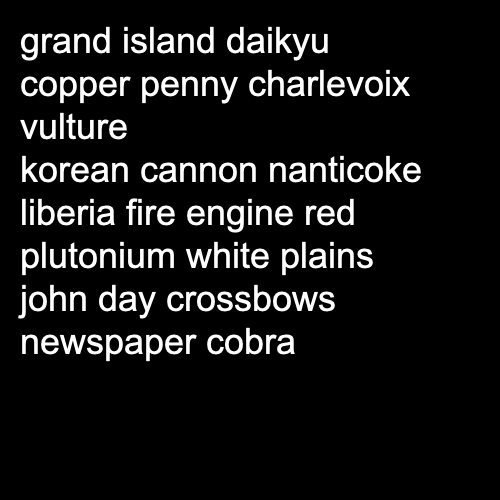 grand island daikyu
copper penny charlevoix
vulture
korean cannon nanticoke
liberia fire engine red
plutonium white plains
john day crossbows
newspaper cobra